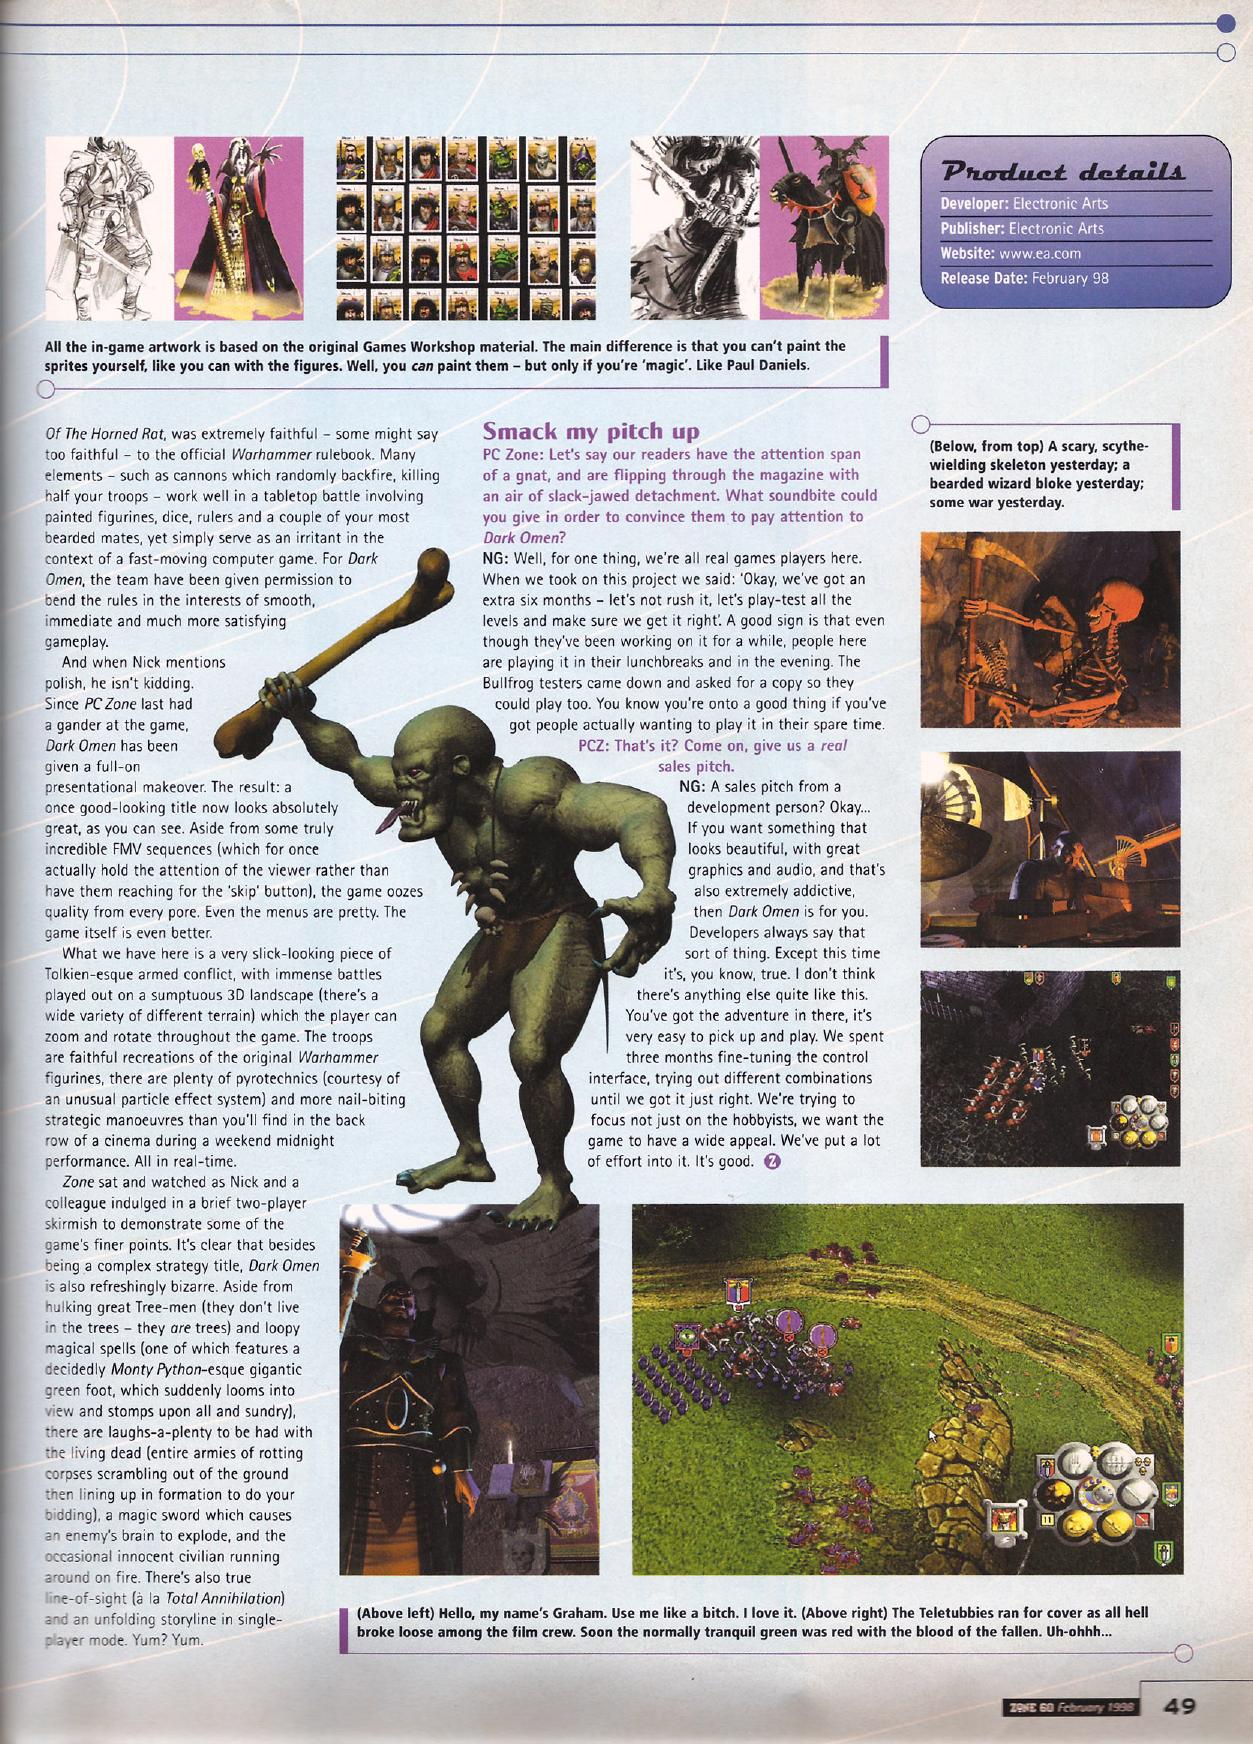 Product details
Developer: Electronic Arts
Publisher: Electronic Arts
Website: www.ea.com
Release Date: February 98
All the in-game artwork is based on the original Games Workshop material. The main difference is that you can't paint the
sprites yourself, like you can with the figures. Well, you can paint them – but only if you're 'magic'. Like Paul Daniels.
Of The Horned Rat, was extremely faithful – some might say
too faithful – to the official Warhammer rulebook. Many
elements – such as cannons which randomly backfire, killing
half your troops – work well in a tabletop battle involving
painted figurines, dice, rulers and a couple of your most
bearded mates, yet simply serve as an irritant in the
context of a fast-moving computer game. For Dark
Omen, the team have been given permission to
bend the rules in the interests of smooth,
immediate and much more satisfying
gameplay.
And when Nick mentions
polish, he isn't kidding.
Since PC Zone last had
a gander at the game,
Dark Omen has been
given a full-on
presentational makeover. The result: a
once good-looking title now looks absolutely
great, as you can see. Aside from some truly
incredible FMV sequences (which for once
actually hold the attention of the viewer rather than
have them reaching for the 'skip' button), the game oozes
quality from every pore. Even the menus are pretty. The
game itself is even better.
What we have here is a very slick-looking piece of
Tolkien-esque armed conflict, with immense battles
played out on a sumptuous 3D landscape (there's a
wide variety of different terrain) which the player can
zoom and rotate throughout the game. The troops
are faithful recreations of the original Warhammer
figurines, there are plenty of pyrotechnics (courtesy of
an unusual particle effect system) and more nail-biting
strategic manoeuvres than you'll find in the back
row of a cinema during a weekend midnight
performance. All in real-time.
Zone sat and watched as Nick and a
colleague indulged in a brief two-player
skirmish to demonstrate some of the
game's finer points. It's clear that besides
being a complex strategy title, Dark Omen
is also refreshingly bizarre. Aside from
hulking great Tree-men (they don't live
in the trees – they are trees) and loopy
magical spells (one of which features a
decidedly Monty Python-esque gigantic
green foot, which suddenly looms into
view and stomps upon all and sundry),
there are laughs-a-plenty to be had with
the living dead (entire armies of rotting
corpses scrambling out of the ground
then lining up in formation to do your
bidding), a magic sword which causes
an enemy's brain to explode, and the
occasional innocent civilian running
around on fire. There's also true
line-of-sight (à la Total Annihilation)
and an unfolding storyline in single-
player mode. Yum? Yum.
Smack my pitch up
PC Zone: Let's say our readers have the attention span
of a gnat, and are flipping through the magazine with
an air of slack-jawed detachment. What soundbite could
you give in order to convince them to pay attention to
Dark Omen?
NG: Well, for one thing, we're all real games players here.
When we took on this project we said: 'Okay, we've got an
extra six months – let's not rush it, let's play-test all the
levels and make sure we get it right'. A good sign is that even
though they've been working on it for a while, people here
are playing it in their lunchbreaks and in the evening. The
Bullfrog testers came down and asked for a copy so they
could play too. You know you're onto a good thing if you've
got people actually wanting to play it in their spare time.
PCZ: That's it? Come on, give us a real
sales pitch.
NG: A sales pitch from a
development person? Okay...
If you want something that
looks beautiful, with great
graphics and audio, and that's
also extremely addictive,
then Dark Omen is for you.
Developers always say that
sort of thing. Except this time
it's, you know, true. I don't think
there's anything else quite like this.
You've got the adventure in there, it's
very easy to pick up and play. We spent
three months fine-tuning the control
interface, trying out different combinations
until we got it just right. We're trying to
focus not just on the hobbyists, we want the
game to have a wide appeal. We've put a lot
of effort into it. It's good. Z
(Below, from top) A scary, scythe-
wielding skeleton yesterday; a
bearded wizard bloke yesterday;
some war yesterday.
(Above left) Hello, my name's Graham. Use me like a bitch. I love it. (Above right) The Teletubbies ran for cover as all hell
broke loose among the film crew. Soon the normally tranquil green was red with the blood of the fallen. Uh-ohhh...
ZONE 60 February 1998 49